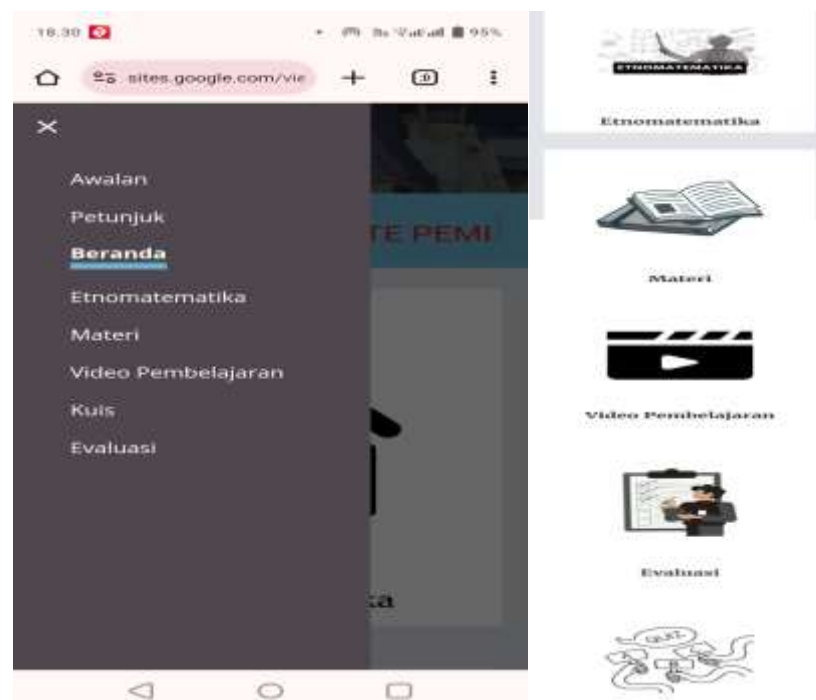 18.30
95%
sites.google.com/vie
Awalan
Petunjuk
Beranda
Etnomatematika
Materi
Video Pembelajaran
Kuis
Evaluasi
TE PEMI
ka
ETNOMATEMATIKA
Etnomatematika
Materi
Video Pembelajaran
Evaluasi
QUIZ